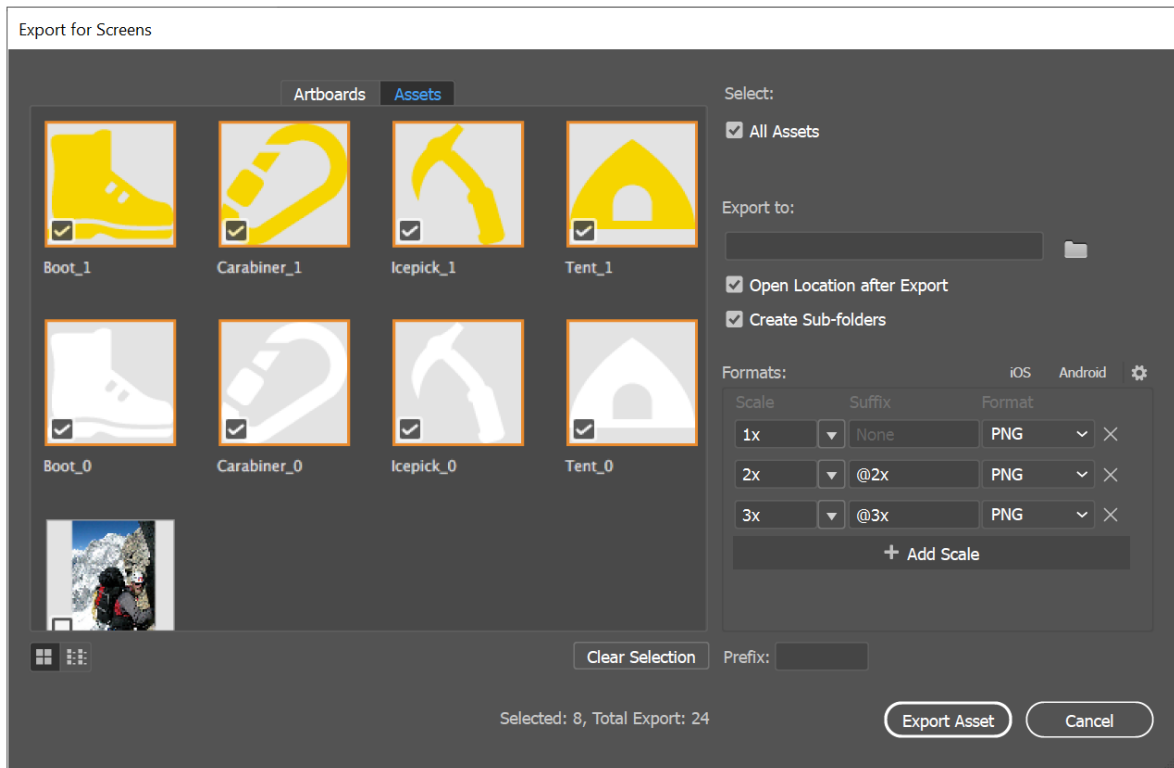 Export for Screens
Artboards Assets
Boot_1 Carabiner_1 Icepick_1 Tent_1
Boot_0 Carabiner_0 Icepick_0 Tent_0
Clear Selection
Selected: 8, Total Export: 24
Select:
All Assets
Export to:
Open Location after Export
Create Sub-folders
Formats: iOS Android
Scale Suffix Format
1x None PNG
2x @2x PNG
3x @3x PNG
+ Add Scale
Prefix:
Export Asset Cancel